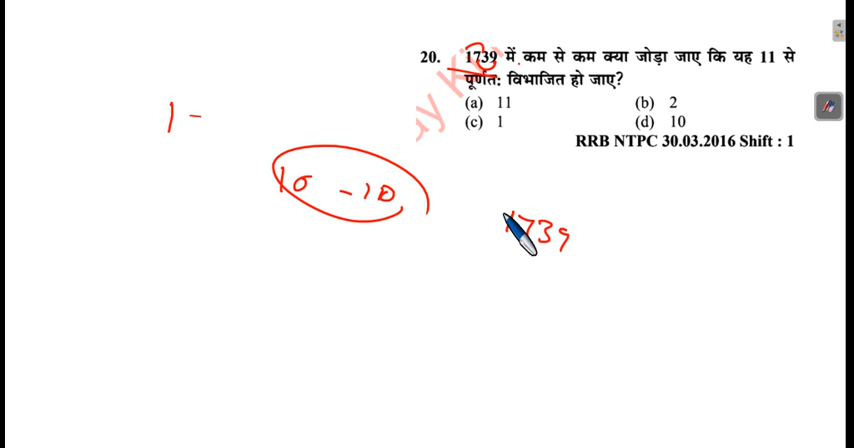 20. 1739 में कम से कम क्या जोड़ा जाए कि यह 11 से
पूर्णतः विभाजित हो जाए?
(a) 11 (b) 2
(c) 1 (d) 10
RRB NTPC 30.03.2016 Shift : 1
1 -
10 - 10
1739